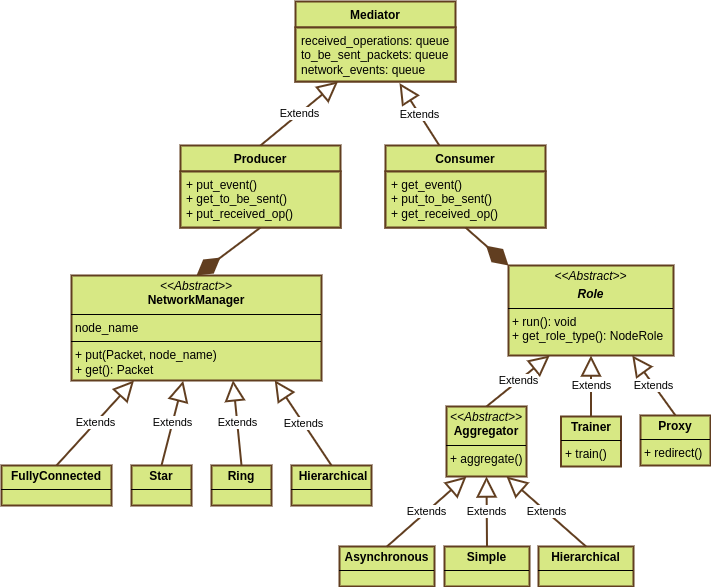 Mediator
received_operations: queue
to_be_sent_packets: queue
network_events: queue
Extends
Extends
Producer
+ put_event()
+ get_to_be_sent()
+ put_received_op()
Consumer
+ get_event()
+ put_to_be_sent()
+ get_received_op()
<<Abstract>>
NetworkManager
node_name
+ put(Packet, node_name)
+ get(): Packet
<<Abstract>>
Role
+ run(): void
+ get_role_type(): NodeRole
Extends
Extends
Extends
Extends
Extends
Extends
Extends
FullyConnected
Star
Ring
Hierarchical
<<Abstract>>
Aggregator
+ aggregate()
Trainer
+ train()
Proxy
+ redirect()
Extends
Extends
Extends
Asynchronous
Simple
Hierarchical